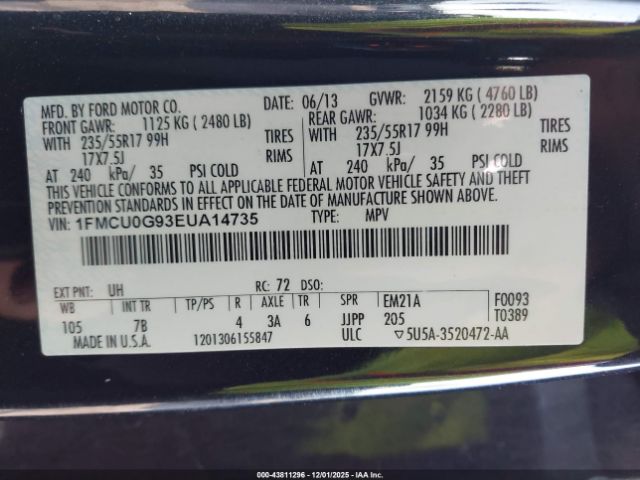 MFD. BY FORD MOTOR CO. DATE: 06/13 GVWR: 2159 KG ( 4760 LB)
FRONT GAWR: 1125 KG ( 2480 LB) REAR GAWR: 1034 KG ( 2280 LB)
WITH 235/55R17 99H TIRES WITH 235/55R17 99H TIRES
17X7.5J RIMS 17X7.5J RIMS
AT 240 kPa/ 35 PSI COLD AT 240 kPa/ 35 PSI COLD
THIS VEHICLE CONFORMS TO ALL APPLICABLE FEDERAL MOTOR VEHICLE SAFETY AND THEFT
PREVENTION STANDARDS IN EFFECT ON THE DATE OF MANUFACTURE SHOWN ABOVE.
VIN: 1FMCU0G93EUA14735 TYPE: MPV
EXT PNT: UH RC: 72 DSO:
WB INT TR TP/PS R AXLE TR SPR EM21A F0093
105 7B 4 3A 6 JJPP 205 T0389
MADE IN U.S.A. 1201306155847 ULC ▽5U5A-3520472-AA
000-43811296 - 12/01/2025 - IAAI.COM